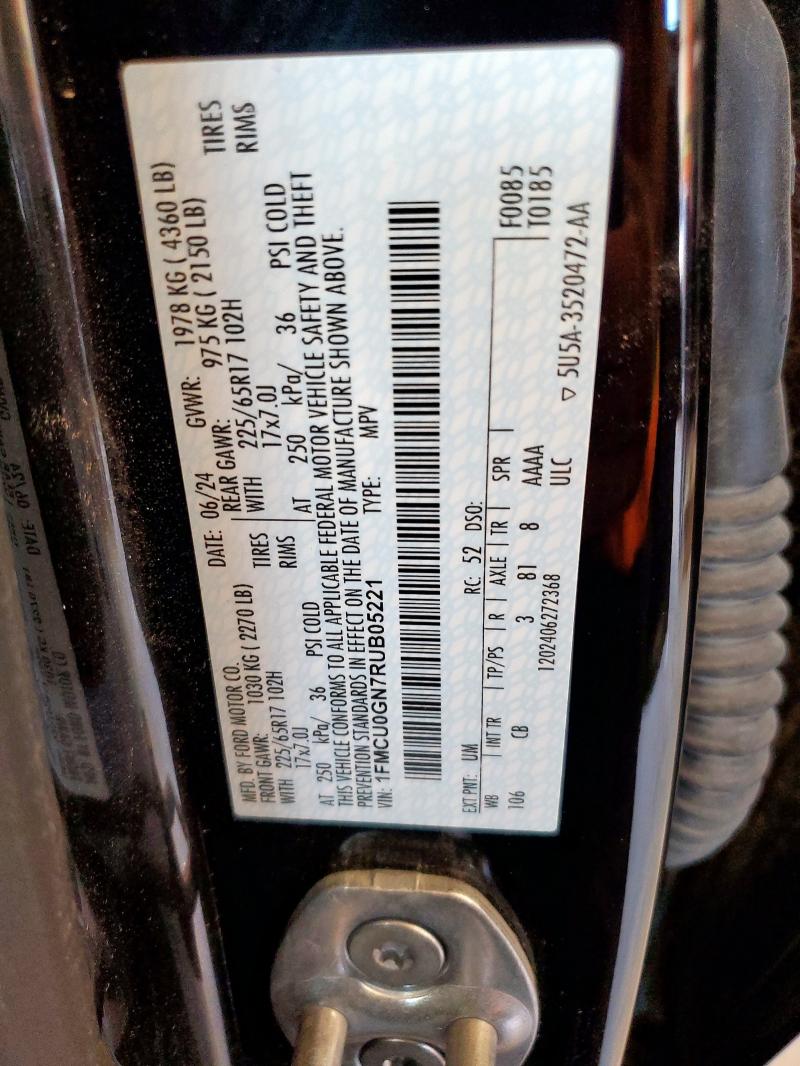 MFD. BY FORD MOTOR CO.
DATE: 06/24 GVWR: 1978 KG ( 4360 LB)
FRONT GAWR: 1030 KG ( 2270 LB) REAR GAWR: 975 KG ( 2150 LB)
WITH 225/65R17 102H TIRES WITH 225/65R17 102H TIRES
17x7.0J RIMS 17x7.0J RIMS
AT 250 kPa/ 36 PSI COLD AT 250 kPa/ 36 PSI COLD
THIS VEHICLE CONFORMS TO ALL APPLICABLE FEDERAL MOTOR VEHICLE SAFETY AND THEFT
PREVENTION STANDARDS IN EFFECT ON THE DATE OF MANUFACTURE SHOWN ABOVE.
VIN: 1FMCU0GN7RUB05221 TYPE: MPV
EXT PNT: UM RC: 52 DSO:
WB INT TR TP/PS R AXLE TR SPR F0085
106 CB 3 81 8 AAAA T0185
1202406272368 ULC
▽ 5U5A-3520472-AA